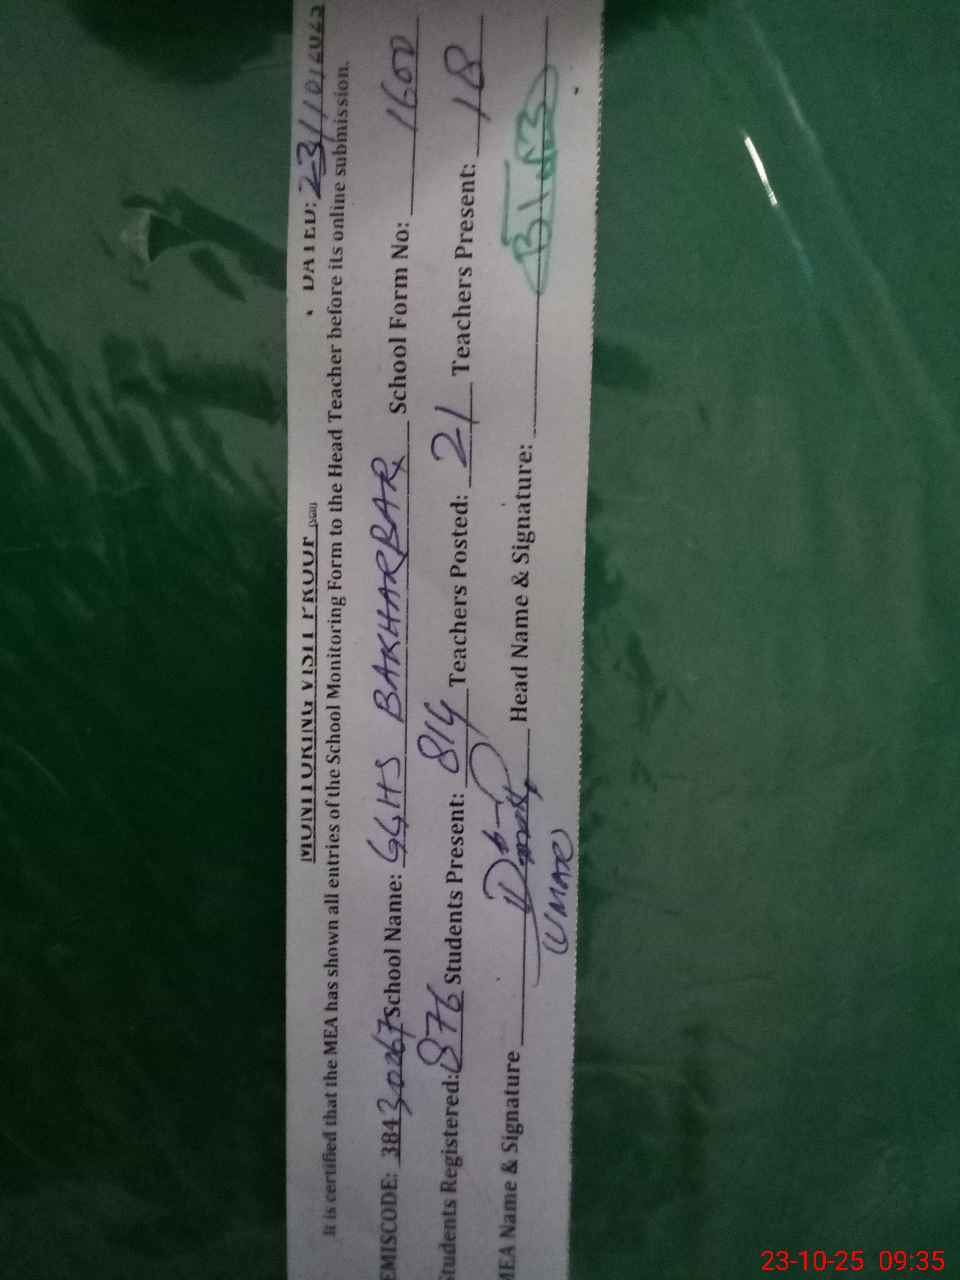 MONITORING VISIT PROOF (SGU)
DATED: 23/10/2025
It is certified that the MEA has shown all entries of the School Monitoring Form to the Head Teacher before its online submission.
EMISCODE: 38430267 School Name: GGHS BAKHARBAR School Form No: 1600
Students Registered: 876 Students Present: 814 Teachers Posted: 21 Teachers Present: 18
MEA Name & Signature Head Name & Signature:
UMAR
23-10-25 09:35